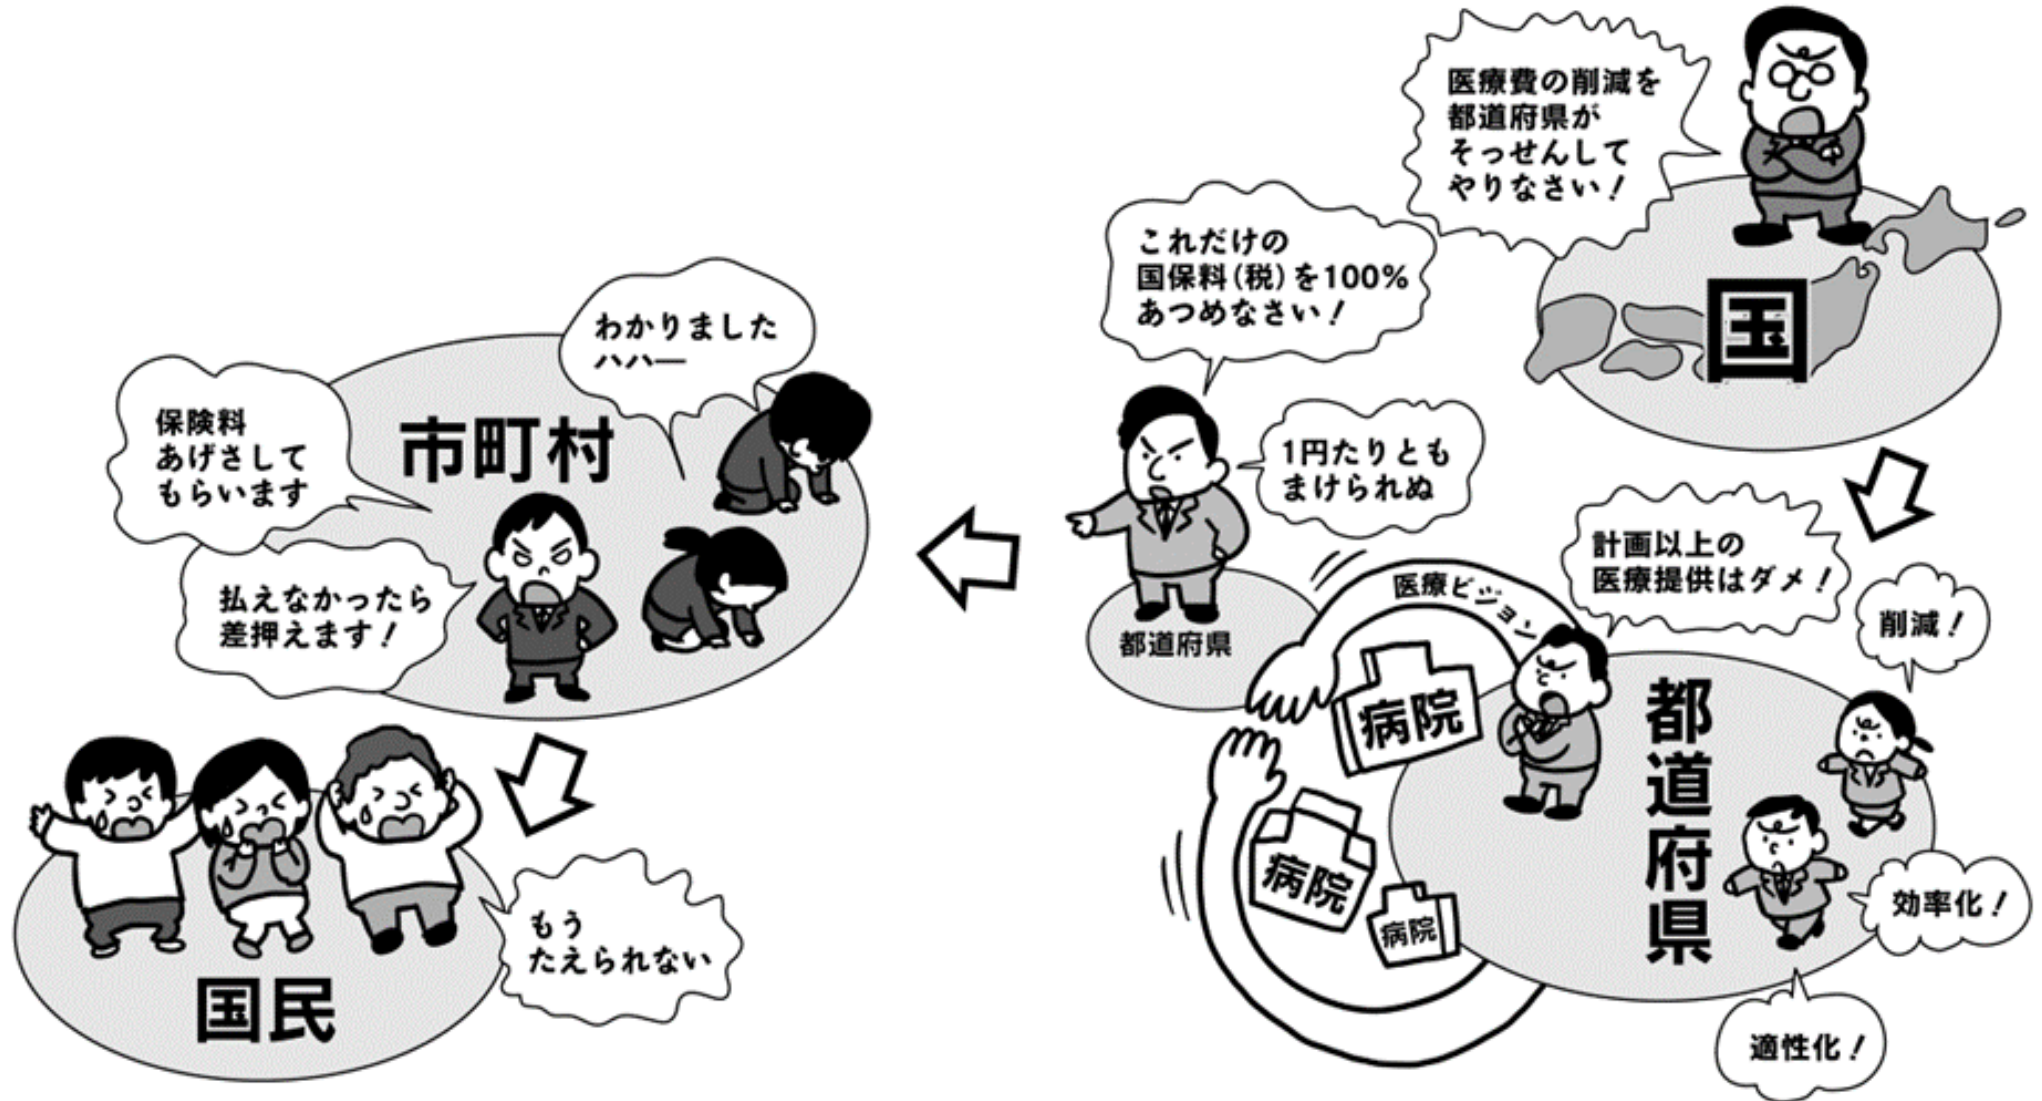 医療費の削減を
都道府県が
そっせんして
やりなさい！
国
計画以上の
医療提供はダメ！
削減！
都道府県
効率化！
適性化！
医療ビジョン
病院
病院
病院
これだけの
国保料（税）を100%
あつめなさい！
1円たりとも
まけられぬ
都道府県
わかりました
ハハー
市町村
保険料
あげさして
もらいます
払えなかったら
差押えます！
もう
たえられない
国民